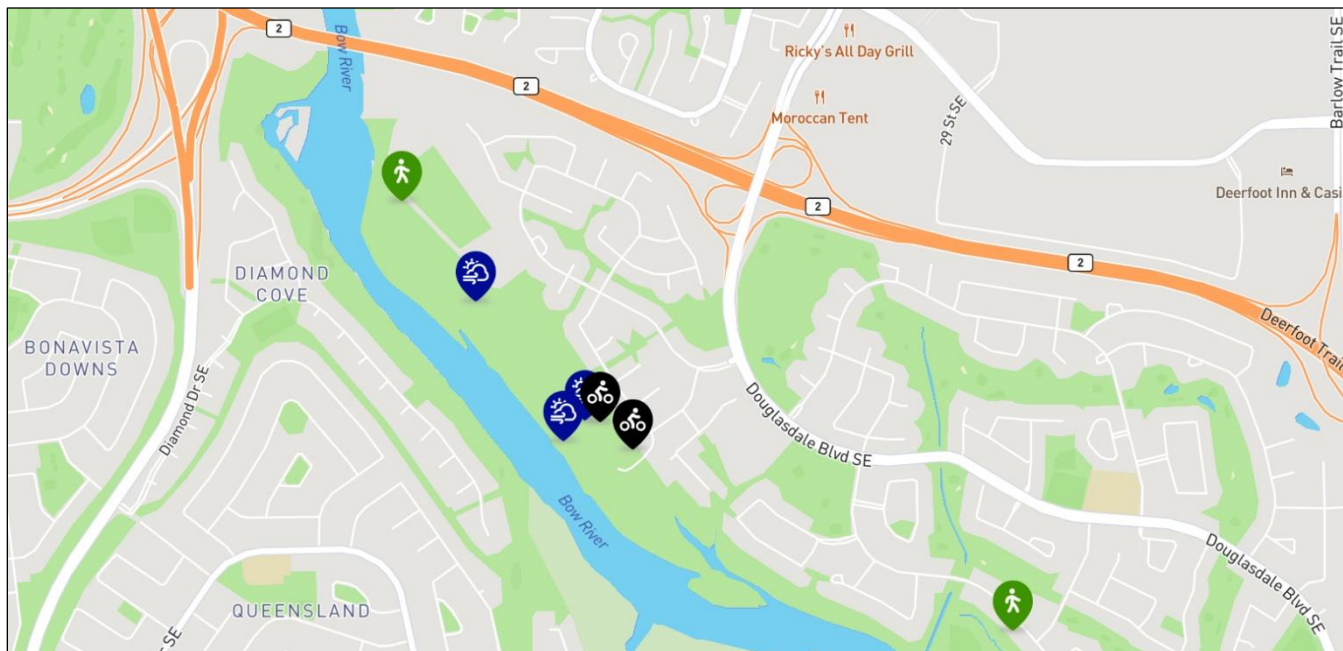 2
Bow River
2
Ricky's All Day Grill
Moroccan Tent
29 St SE
Barlow Trail SE
Deerfoot Inn & Casi
2
2
DIAMOND
COVE
BONAVISTA
DOWNS
Diamond Dr SE
Deerfoot Trail
Douglasdale Blvd SE
Bow River
Douglasdale Blvd SE
QUEENSLAND
SE